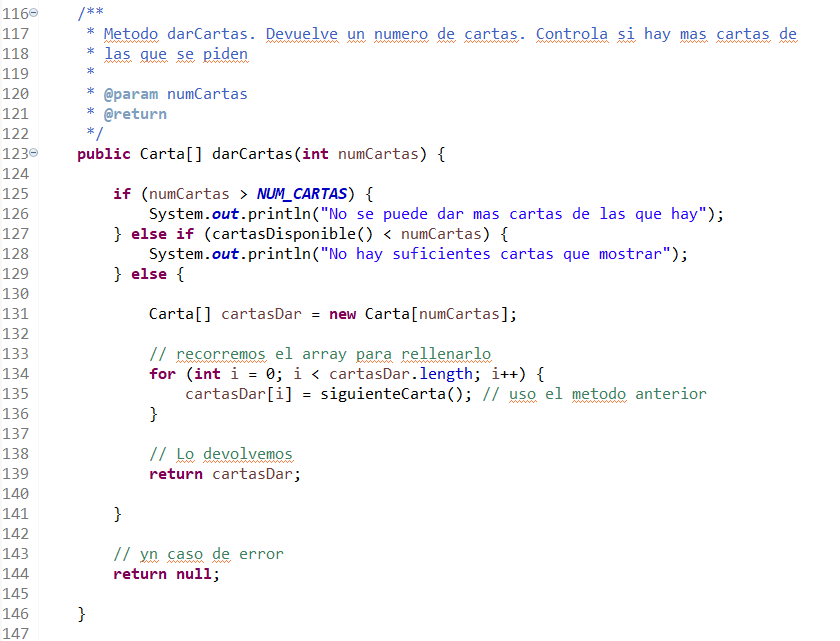 116 /**
117 * Metodo darCartas. Devuelve un numero de cartas. Controla si hay mas cartas de
118 * las que se piden
119 *
120 * @param numCartas
121 * @return
122 */
123 public Carta[] darCartas(int numCartas) {
124
125 if (numCartas > NUM_CARTAS) {
126 System.out.println("No se puede dar mas cartas de las que hay");
127 } else if (cartasDisponible() < numCartas) {
128 System.out.println("No hay suficientes cartas que mostrar");
129 } else {
130
131 Carta[] cartasDar = new Carta[numCartas];
132
133 // recorremos el array para rellenarlo
134 for (int i = 0; i < cartasDar.length; i++) {
135 cartasDar[i] = siguienteCarta(); // uso el metodo anterior
136 }
137
138 // Lo devolvemos
139 return cartasDar;
140
141 }
142
143 // yn caso de error
144 return null;
145
146 }
147